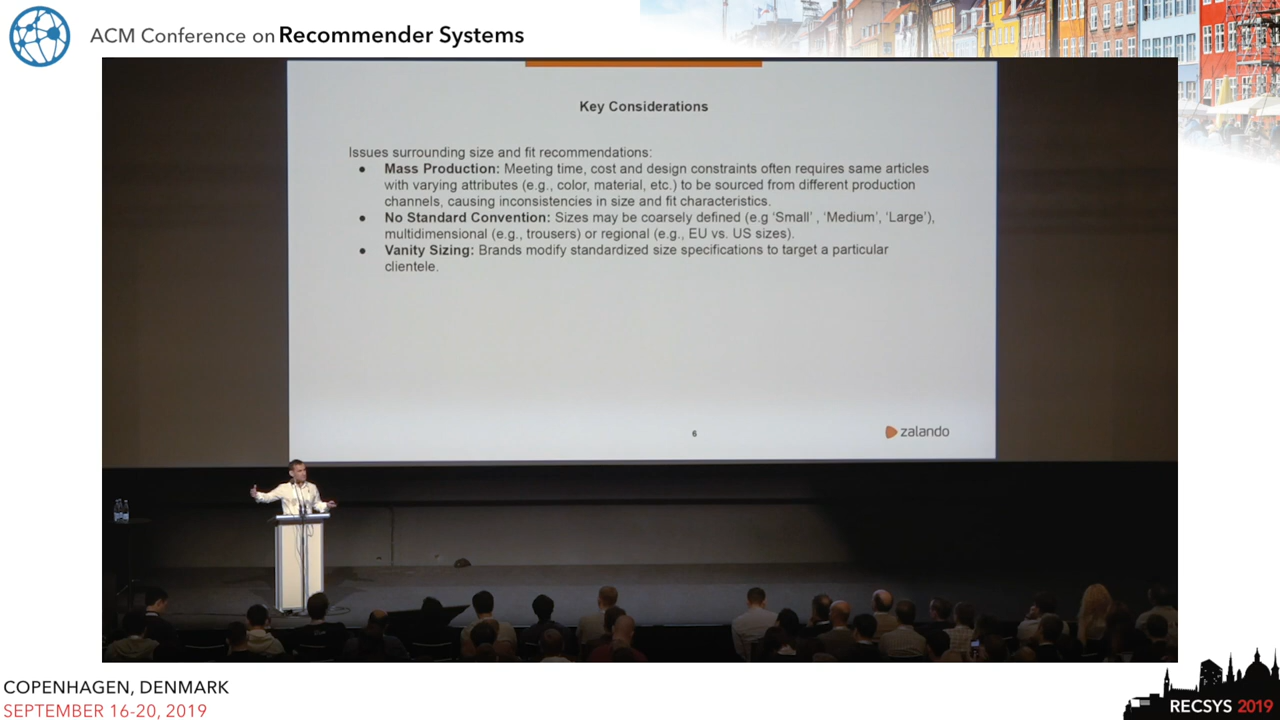 ACM Conference on Recommender Systems
Key Considerations
Issues surrounding size and fit recommendations:
● Mass Production: Meeting time, cost and design constraints often requires same articles
with varying attributes (e.g., color, material, etc.) to be sourced from different production
channels, causing inconsistencies in size and fit characteristics.
● No Standard Convention: Sizes may be coarsely defined (e.g 'Small' , 'Medium', 'Large'),
multidimensional (e.g., trousers) or regional (e.g., EU vs. US sizes).
● Vanity Sizing: Brands modify standardized size specifications to target a particular
clientele.
6
zalando
COPENHAGEN, DENMARK
SEPTEMBER 16-20, 2019
RECSYS 2019